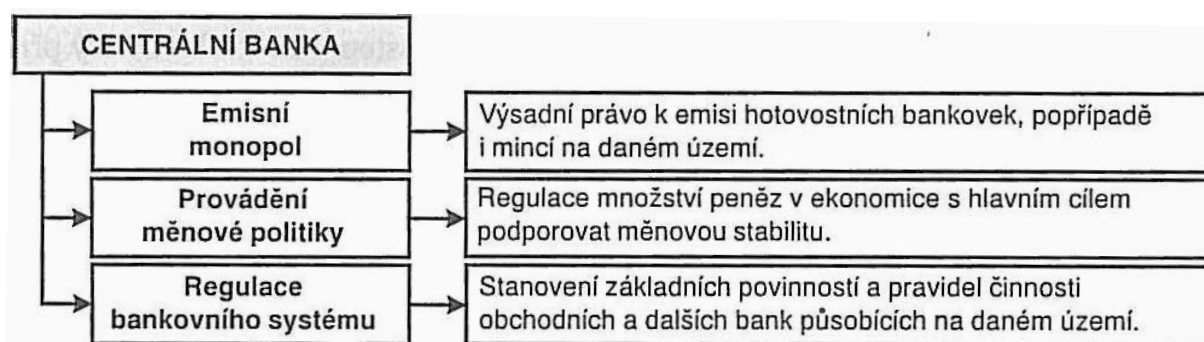 CENTRÁLNÍ BANKA
Emisní
monopol
Výsadní právo k emisi hotovostních bankovek, popřípadě
i mincí na daném území.
Provádění
měnové politiky
Regulace množství peněz v ekonomice s hlavním cílem
podporovat měnovou stabilitu.
Regulace
bankovního systému
Stanovení základních povinností a pravidel činnosti
obchodních a dalších bank působících na daném území.